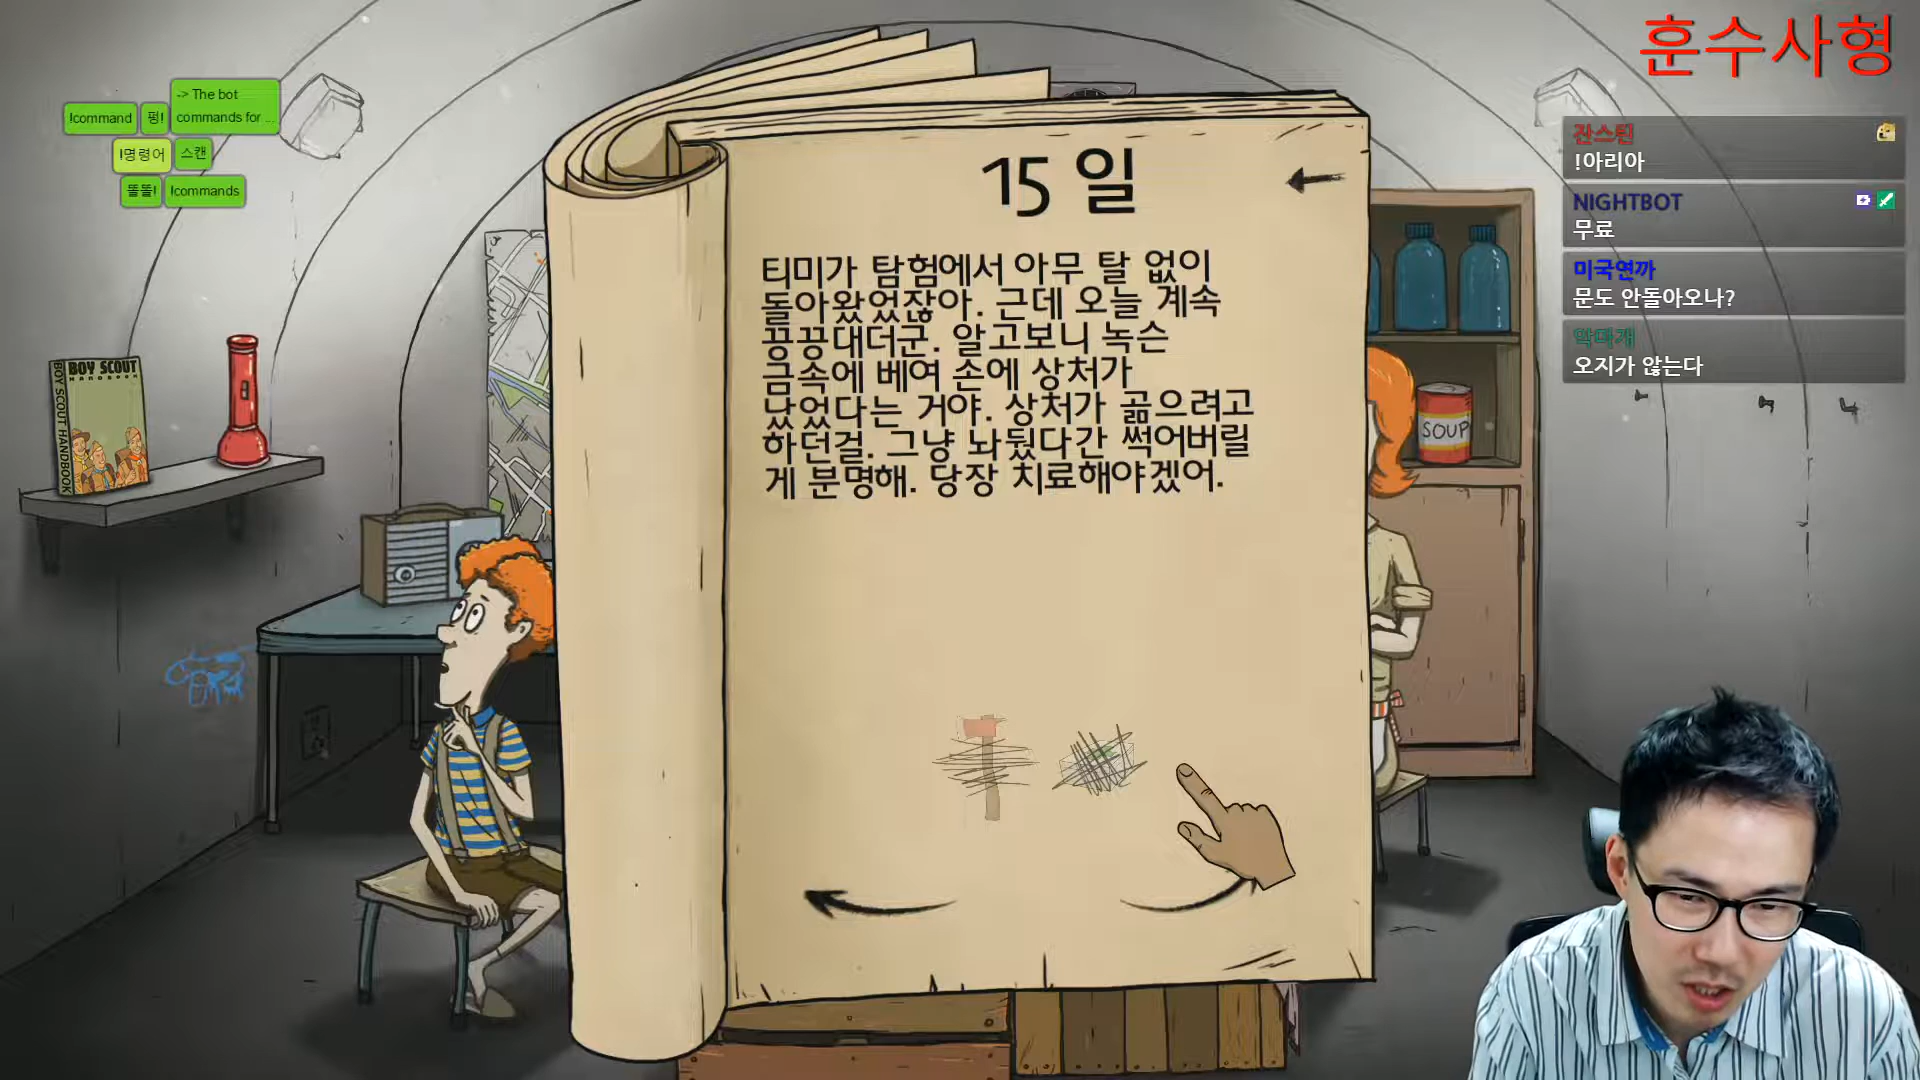 훈수사형
-> The bot
commands for ...
!command
펑!
!명령어
스캔
뜰뜰!
!commands
잔스틴
!아리아
NIGHTBOT
무료
미국연까
문도 안돌아오나?
악마개
오지가 않는다
15 일
티미가 탐험에서 아무 탈 없이
돌아왔었잖아. 근데 오늘 계속
끙끙대더군. 알고보니 녹슨
금속에 베여 손에 상처가
났었다는 거야. 상처가 곪으려고
하던걸. 그냥 놔뒀다간 썩어버릴
게 분명해. 당장 치료해야겠어.
BOY SCOUT
HANDBOOK
BOY SCOUT HANDBOOK
SOUP